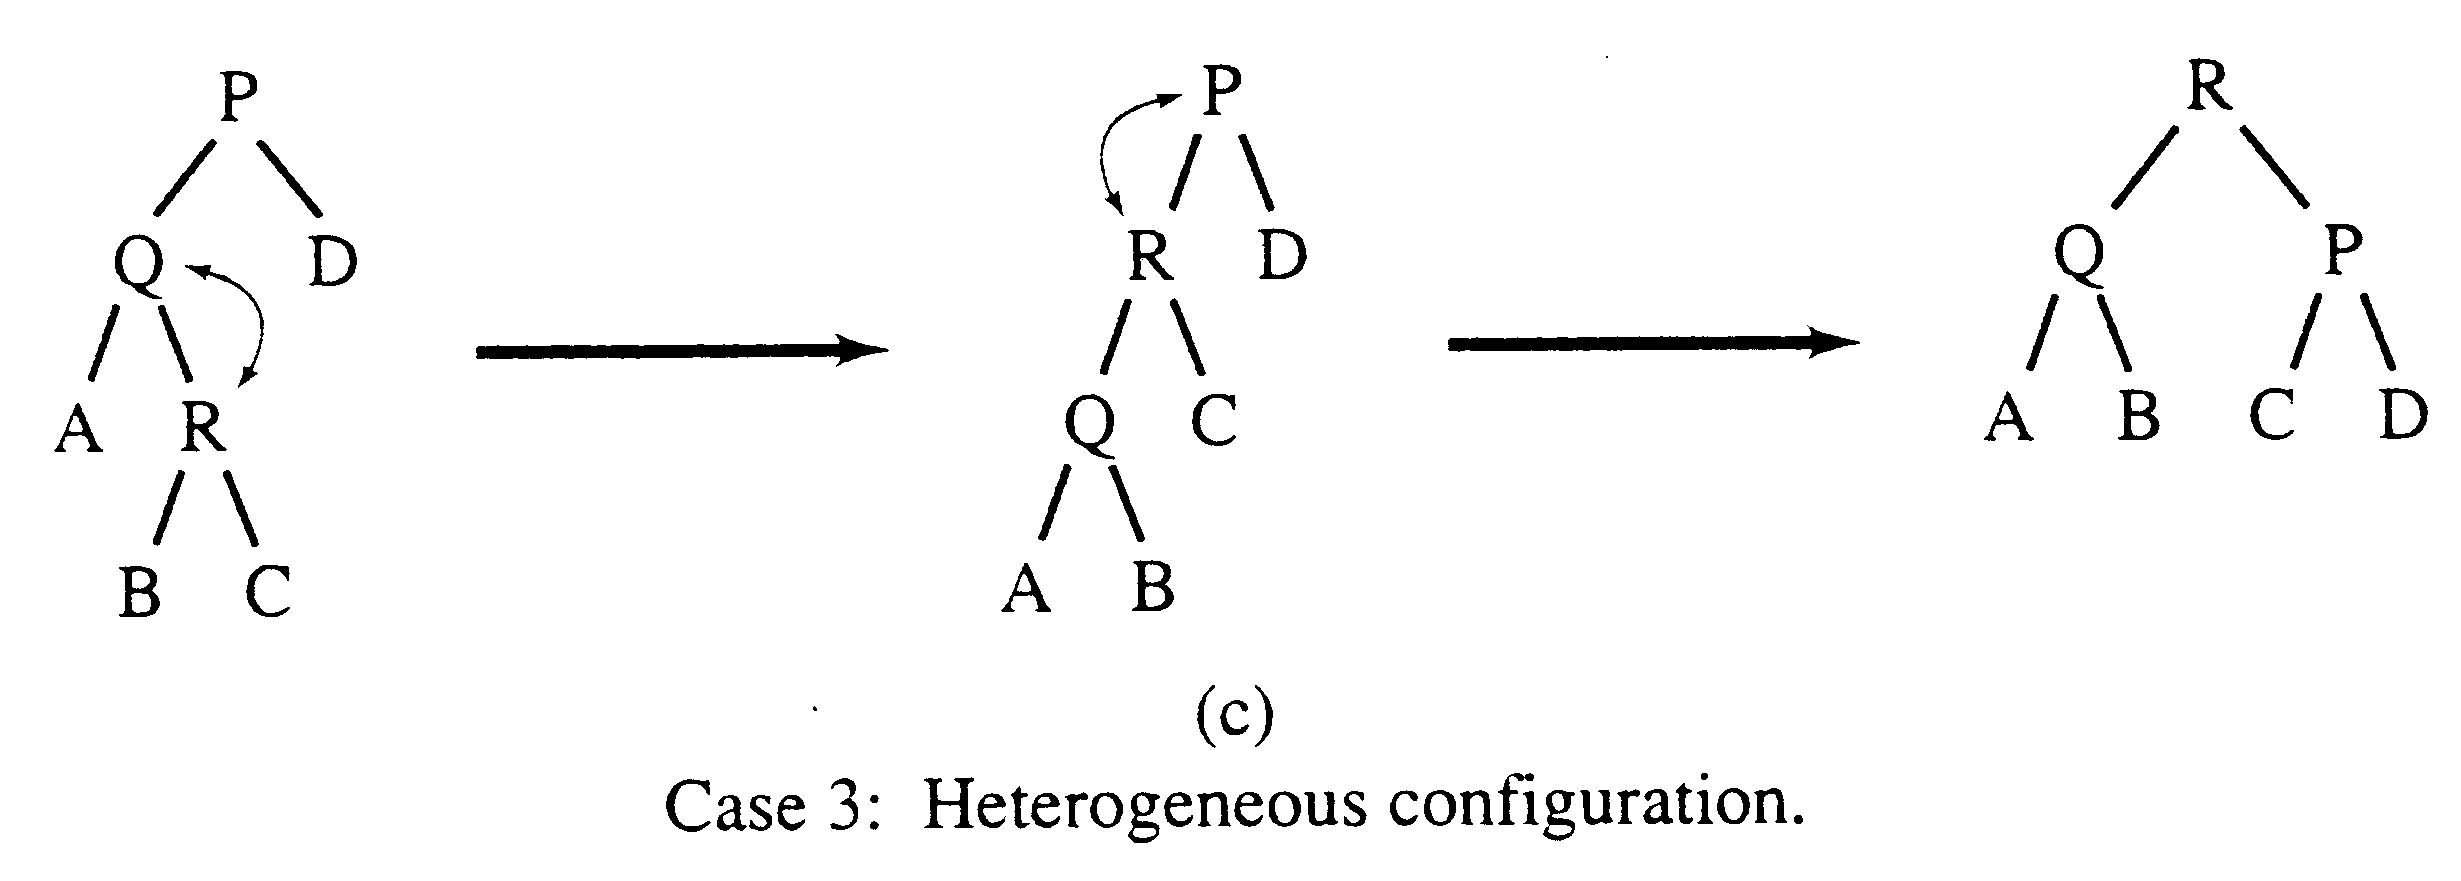 P P R
Q D R D Q P
A R Q C A B C D
B C A B
(c)
Case 3: Heterogeneous configuration.